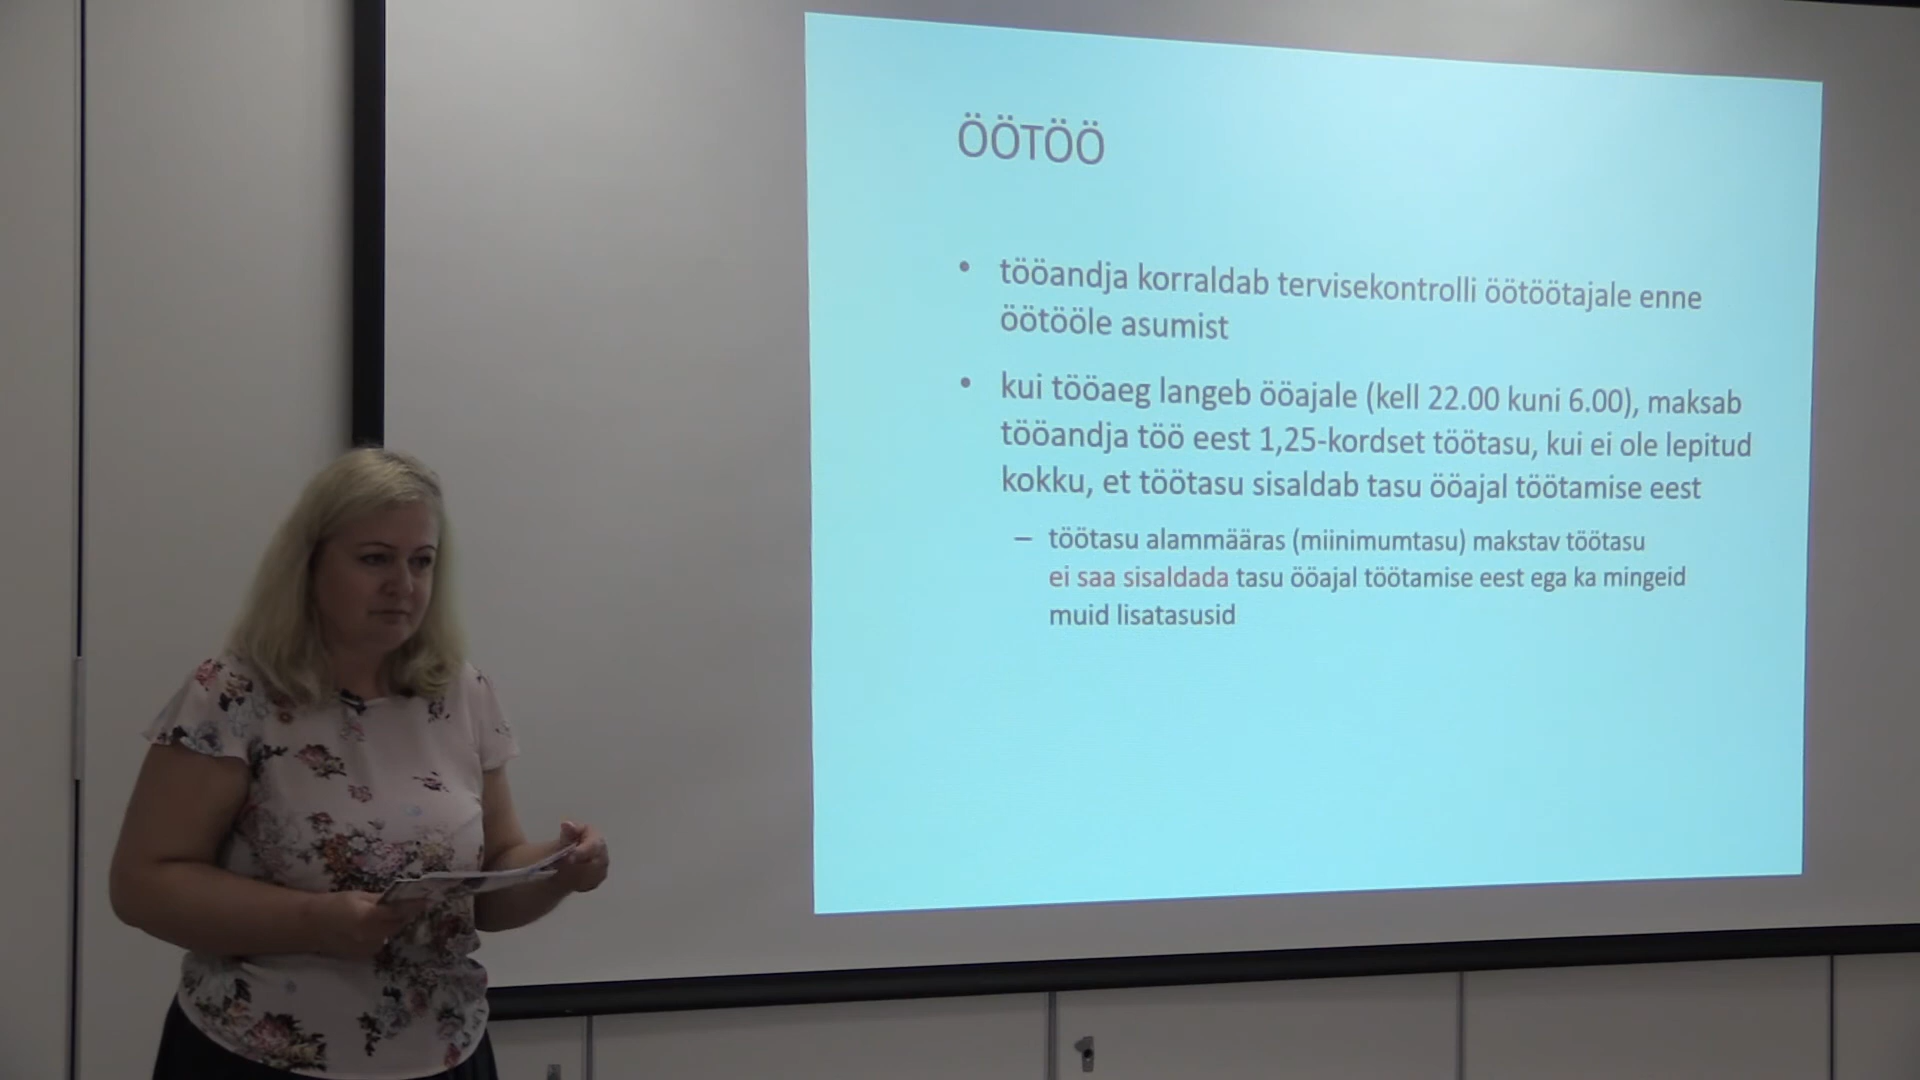 ÖÖTÖÖ
• tööandja korraldab tervisekontrolli öötöötajale enne
öötööle asumist
• kui tööaeg langeb ööajale (kell 22.00 kuni 6.00), maksab
tööandja töö eest 1,25-kordset töötasu, kui ei ole lepitud
kokku, et töötasu sisaldab tasu ööajal töötamise eest
– töötasu alammääras (miinimumtasu) makstav töötasu
ei saa sisaldada tasu ööajal töötamise eest ega ka mingeid
muid lisatasusid